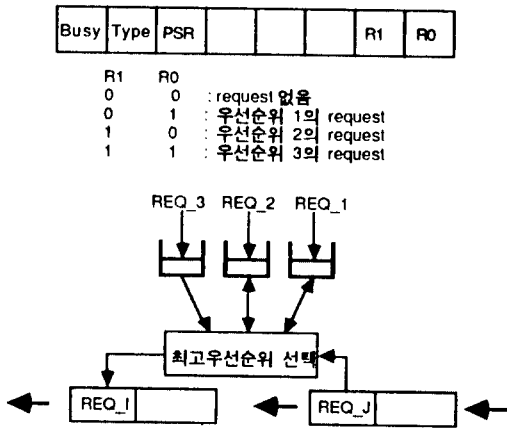 Busy Type PSR R1 R0
R1 R0
0 0 : request 없음
0 1 : 우선순위 1의 request
1 0 : 우선순위 2의 request
1 1 : 우선순위 3의 request
REQ_3 REQ_2 REQ_1
최고우선순위 선택
REQ_I REQ_J